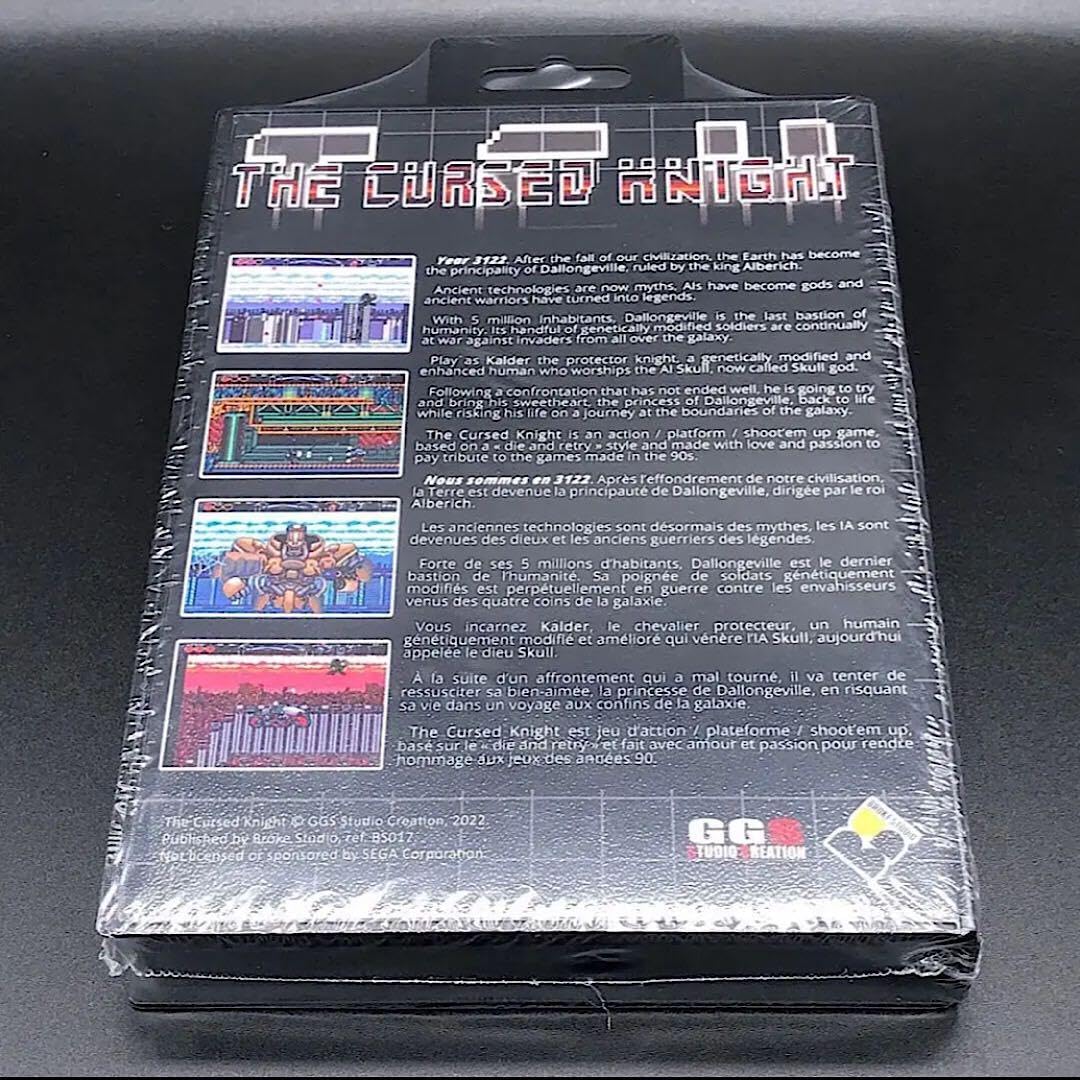 THE CURSED KNIGHT
Year 3122. After the fall of our civilization, the Earth has become
the principality of Dallongeville, ruled by the king Alberich.
Ancient technologies are now myths. AIs have become gods and
ancient warriors have turned into legends.
With 5 million inhabitants, Dallongeville is the last bastion of
humanity. Its handful of genetically modified soldiers are continually
at war against invaders from all over the galaxy.
Play as Kalder the protector knight, a genetically modified and
enhanced human who worships the AI Skull, now called Skull god.
Following a confrontation that has not ended well, he is going to try
and bring his sweetheart, the princess of Dallongeville, back to life
while risking his life on a journey at the boundaries of the galaxy.
The Cursed Knight is an action / platform / shoot'em up game,
based on a « die and retry » style and made with love and passion to
pay tribute to the games made in the 90s.
Nous sommes en 3122. Après l'effondrement de notre civilisation,
la Terre est devenue la principauté de Dallongeville, dirigée par le roi
Alberich.
Les anciennes technologies sont désormais des mythes, les IA sont
devenues des dieux et les anciens guerriers des légendes.
Forte de ses 5 millions d'habitants, Dallongeville est le dernier
bastion de l'humanité. Sa poignée de soldats génétiquement
modifiés est perpétuellement en guerre contre les envahisseurs
venus des quatre coins de la galaxie.
Vous incarnez Kalder, le chevalier protecteur, un humain
génétiquement modifié et amélioré qui vénère l'IA Skull, aujourd'hui
appelée le dieu Skull.
À la suite d'un affrontement qui a mal tourné, il va tenter de
ressusciter sa bien-aimée, la princesse de Dallongeville, en risquant
sa vie dans un voyage aux confins de la galaxie.
The Cursed Knight est jeu d'action / plateforme / shoot'em up,
basé sur le « die and retry » et fait avec amour et passion pour rendre
hommage aux jeux des années 90.
The Cursed Knight © GGS Studio Creation, 2022.
Published by Broke Studio, ref. BS017.
Not licensed or sponsored by SEGA Corporation.
GGS
STUDIO CREATION
BROKE STUDIO